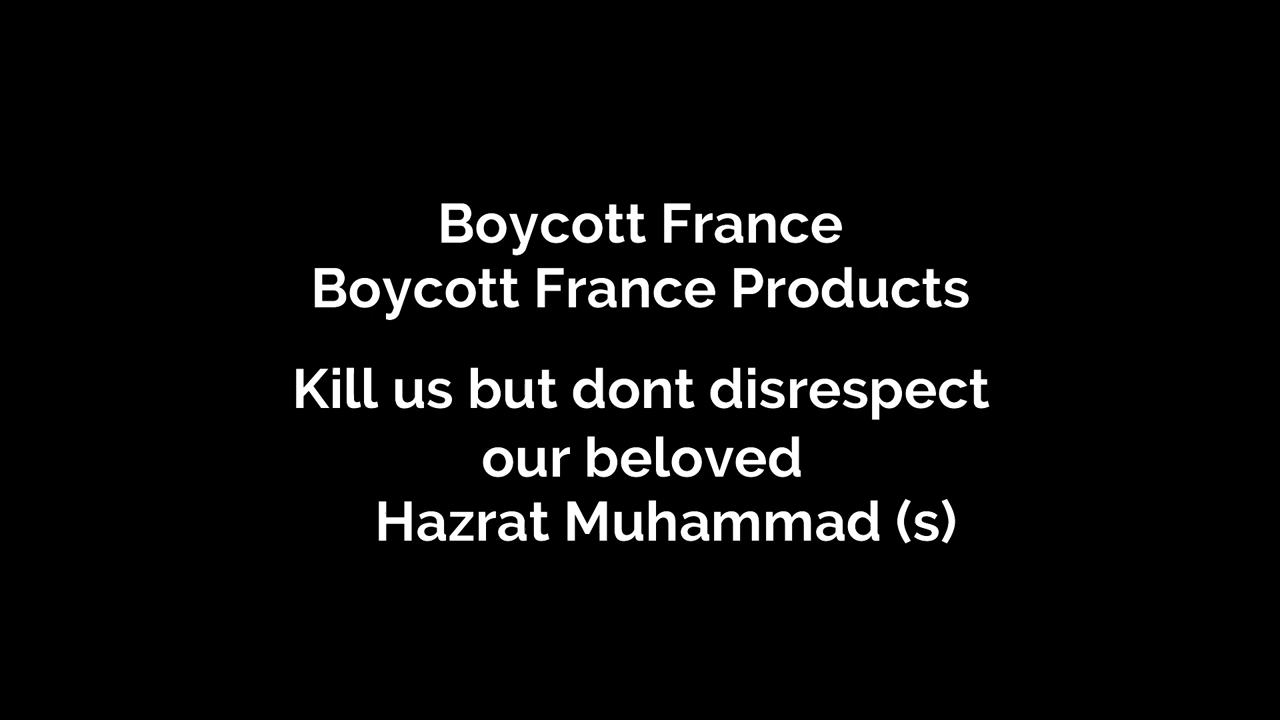 Boycott France
Boycott France Products
Kill us but dont disrespect
our beloved
Hazrat Muhammad (s)